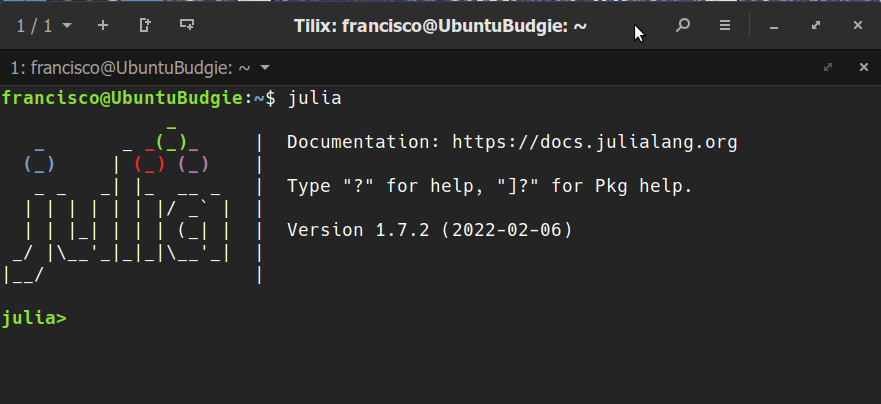 1 / 1
Tilix: francisco@UbuntuBudgie: ~
1: francisco@UbuntuBudgie: ~
francisco@UbuntuBudgie:~$ julia
               _
   _       _ _(_)_     |  Documentation: https://docs.julialang.org
  (_)     | (_) (_)    |
   _ _   _| |_  __ _   |  Type "?" for help, "]?" for Pkg help.
  | | | | | | |/ _` |  |
  | | |_| | | | (_| |  |  Version 1.7.2 (2022-02-06)
 _/ |\__'_|_|_|\__'_|  |
|__/                   |
julia>